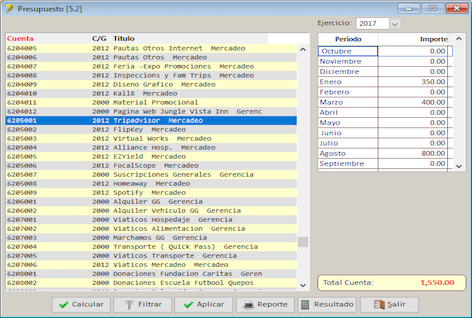 Presupuesto [5.2]
Ejercicio: 2017
Cuenta C/G Titulo
6204005 2012 Pautas Otros Internet Mercadeo
6204006 2012 Pautas Otros Mercadeo
6204007 2012 Feria -Expo Promociones Mercadeo
6204008 2012 Inspeccions y Fam Trips Mercadeo
6204009 2012 Diseno Grafico Mercadeo
6204010 2012 Kall8 Mercadeo
6204011 2000 Material Promocional
6204012 2000 Pagina Web Jungle Vista Inn Gerenc
6205001 2012 Tripadvisor Mercadeo
6205002 2012 FlipKey Mercadeo
6205003 2012 Virtual Works Mercadeo
6205004 2012 Alliance Hosp. Mercadeo
6205005 2012 EZYield Mercadeo
6205006 2012 FocalScope Mercadeo
6205007 2000 Suscripciones Generales Gerencia
6205008 2012 Homeaway Mercadeo
6205009 2012 Spotify Mercadeo
6206001 2000 Alquiler GG Gerencia
6206002 2000 Alquiler Vehiculo GG Gerencia
6207001 2000 Viaticos Hospedaje Gerencia
6207002 2000 Viaticos Alimentacion Gerencia
6207003 2000 Marchamos GG Gerencia
6207004 2000 Transporte ( Quick Pass) Gerencia
6207005 2000 Viaticos Transporte Gerencia
6207006 2012 Viaticos Mercadeo Mercadeo
6208001 2000 Donaciones Fundacion Caritas Geren
6208002 2000 Donaciones Escuela Futbool Quepos
Periodo Importe
Octubre 0.00
Noviembre 0.00
Diciembre 0.00
Enero 350.00
Febrero 0.00
Marzo 400.00
Abril 0.00
Mayo 0.00
Junio 0.00
Julio 0.00
Agosto 800.00
Septiembre 0.00
Total Cuenta: 1,550.00
Calcular Filtrar Aplicar Reporte Resultado Salir